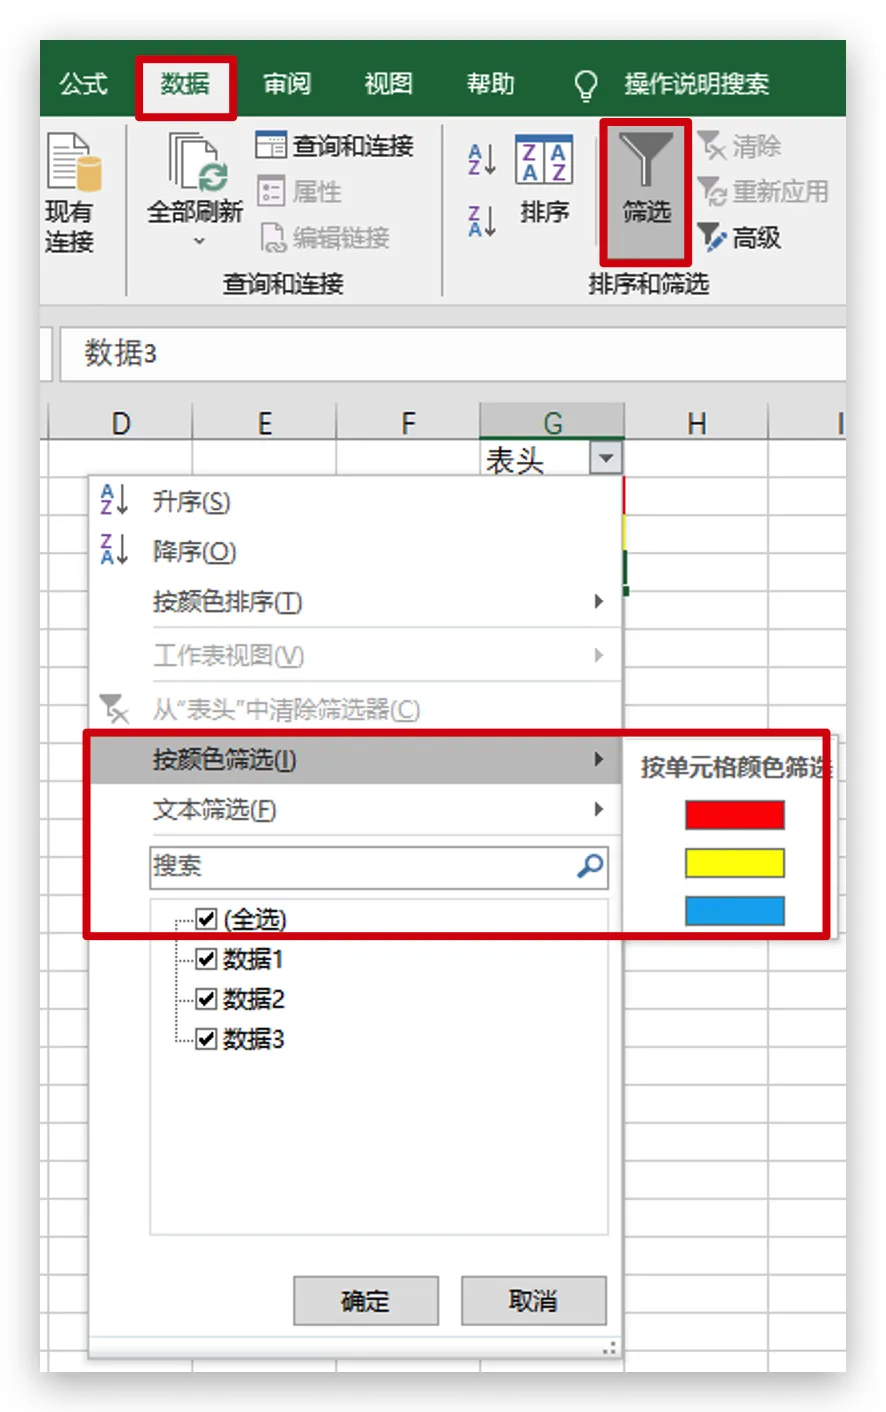 公式 数据 审阅 视图 帮助 操作说明搜索
现有
连接
全部刷新
查询和连接
属性
编辑链接
查询和连接
排序
筛选
清除
重新应用
高级
排序和筛选
数据3
D E F G H I
表头
升序(S)
降序(O)
按颜色排序(T)
工作表视图(V)
从“表头”中清除筛选器(C)
按颜色筛选(I)
按单元格颜色筛选
文本筛选(F)
搜索
(全选)
数据1
数据2
数据3
确定 取消